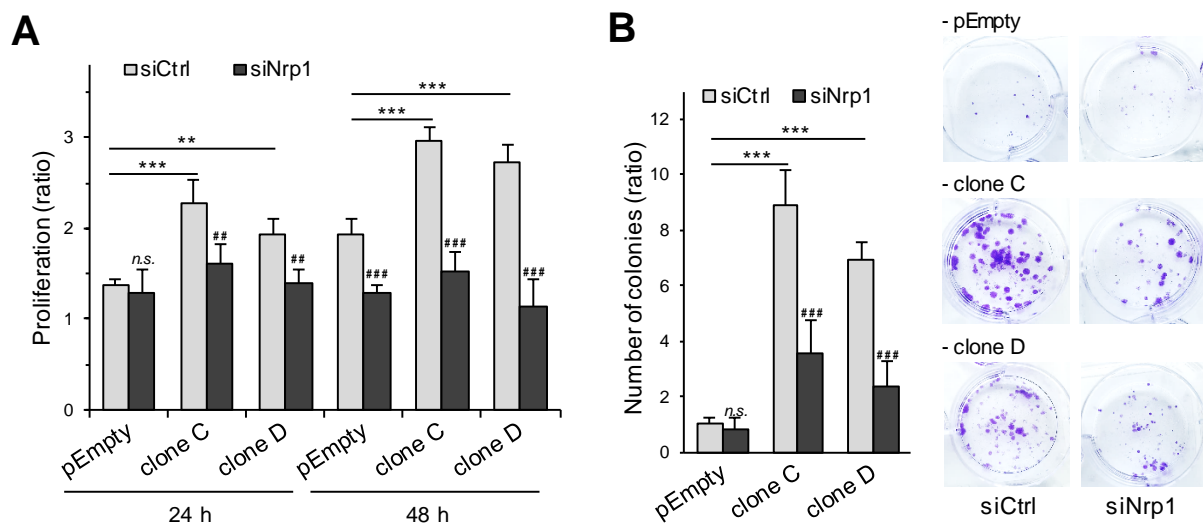 A
siCtrl siNrp1
Proliferation (ratio)
3
2
1
0
***
**
***
***
n.s.
##
##
###
###
###
pEmpty
clone C
clone D
pEmpty
clone C
clone D
24 h
48 h
B
siCtrl siNrp1
Number of colonies (ratio)
12
10
8
6
4
2
0
***
***
n.s.
###
###
pEmpty
clone C
clone D
- pEmpty
- clone C
- clone D
siCtrl siNrp1